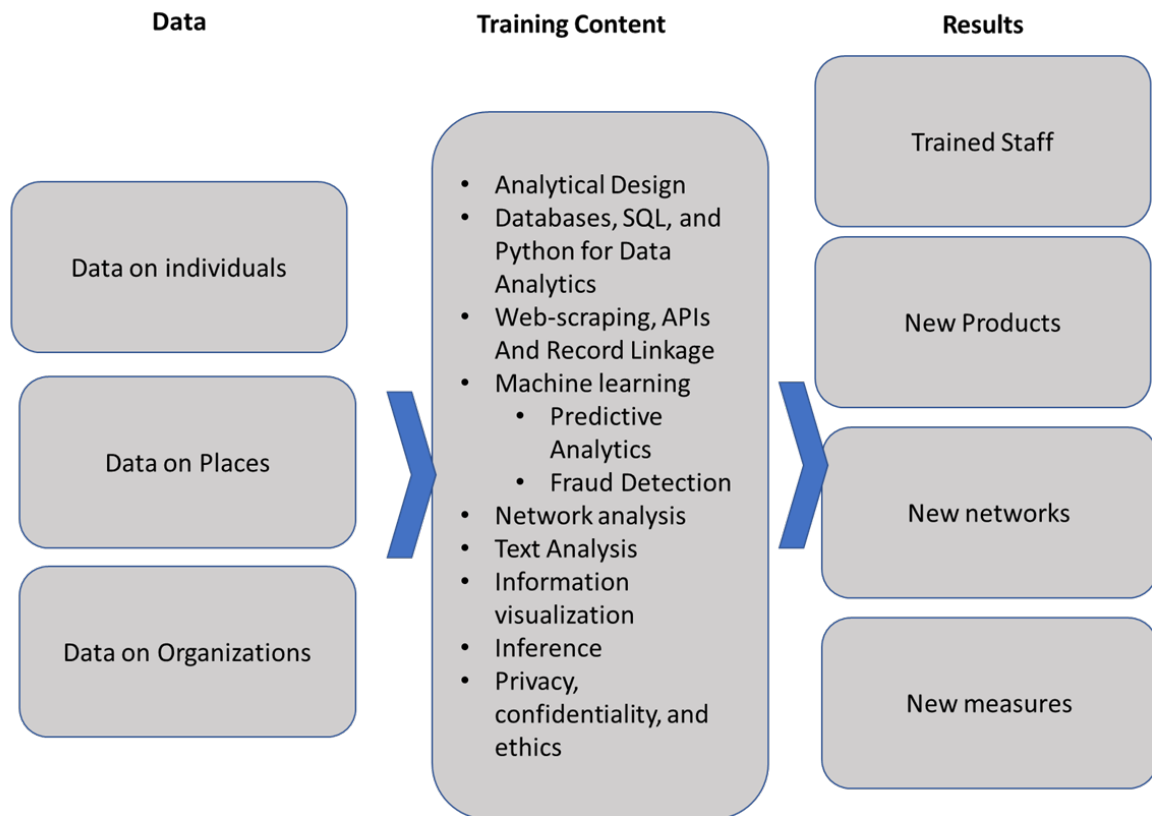 Data
Training Content
Results
Data on individuals
Data on Places
Data on Organizations
• Analytical Design
• Databases, SQL, and
Python for Data
Analytics
• Web-scraping, APIs
And Record Linkage
• Machine learning
• Predictive
Analytics
• Fraud Detection
• Network analysis
• Text Analysis
• Information
visualization
• Inference
• Privacy,
confidentiality, and
ethics
Trained Staff
New Products
New networks
New measures